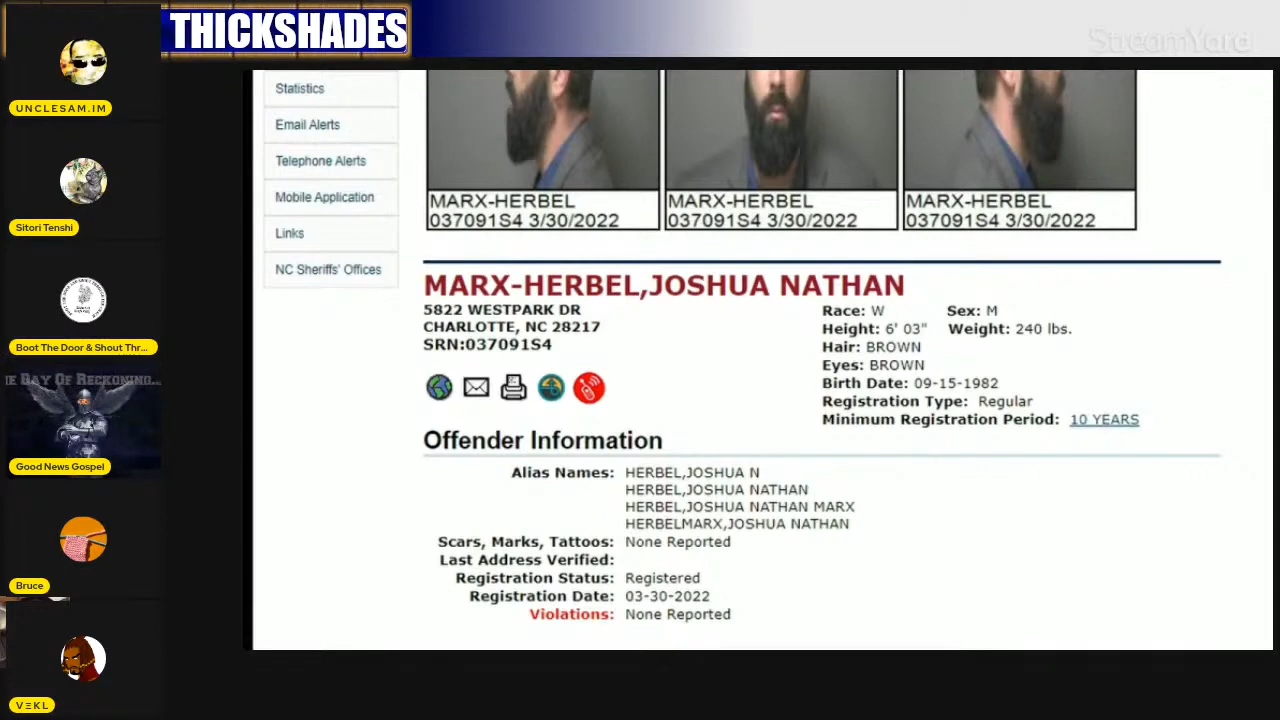 THICKSHADES
StreamYard
UNCLESAM.IM
Sitori Tenshi
Boot The Door & Shout Thr...
E DAY OF RECKONING...
Good News Gospel
Bruce
VΞKL
Statistics
Email Alerts
Telephone Alerts
Mobile Application
Links
NC Sheriffs' Offices
MARX-HERBEL
037091S4 3/30/2022
MARX-HERBEL
037091S4 3/30/2022
MARX-HERBEL
037091S4 3/30/2022
MARX-HERBEL,JOSHUA NATHAN
5822 WESTPARK DR
CHARLOTTE, NC 28217
SRN:037091S4
Race: W Sex: M
Height: 6' 03" Weight: 240 lbs.
Hair: BROWN
Eyes: BROWN
Birth Date: 09-15-1982
Registration Type: Regular
Minimum Registration Period: 10 YEARS
Offender Information
Alias Names: HERBEL,JOSHUA N
HERBEL,JOSHUA NATHAN
HERBEL,JOSHUA NATHAN MARX
HERBELMARX,JOSHUA NATHAN
Scars, Marks, Tattoos: None Reported
Last Address Verified:
Registration Status: Registered
Registration Date: 03-30-2022
Violations: None Reported